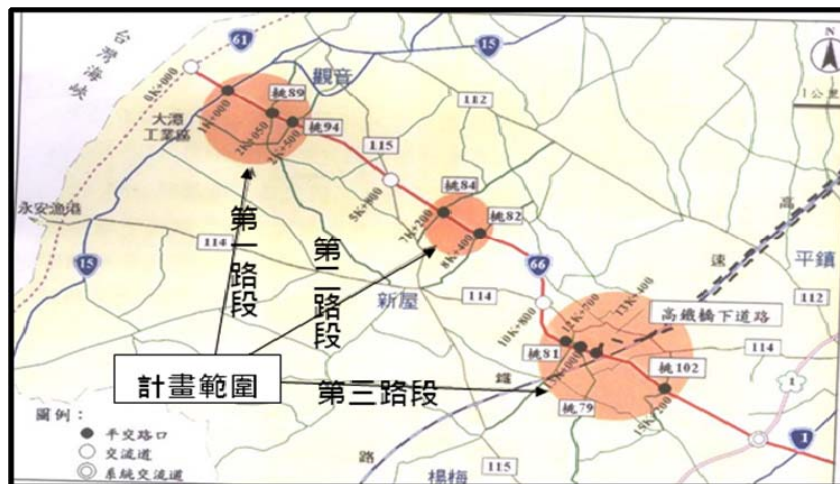 台灣海峽
61
15
N
1公里
0K+000
觀音
桃89
112
大潭
工業區
1K+000
2K+050
2K+500
桃94
115
永安漁港
5K+800
桃84
7K+200
桃82
8K+400
高
速
鐵
路
平鎮
112
114
15
第一路段
第二路段
66
新屋
114
10K+800
12K+700
13K+400
高鐵橋下道路
桃81
114
桃102
計畫範圍
第三路段
桃79
15K+200
1
1
圖例：
平交路口
交流道
系統交流道
楊梅
115